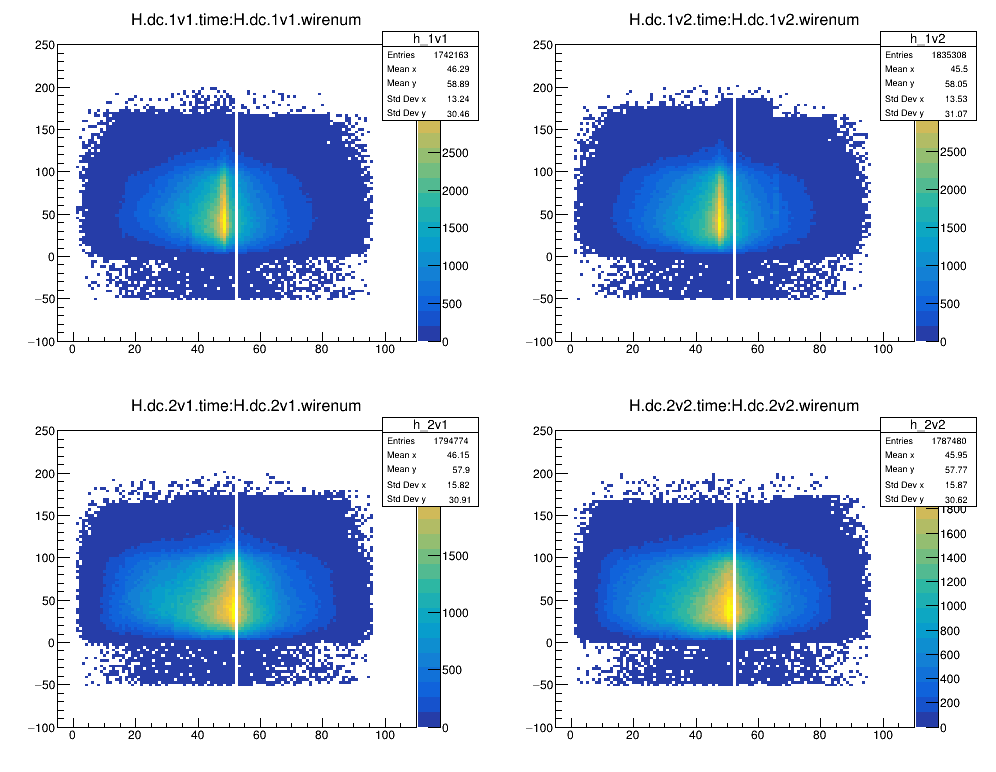 H.dc.1v1.time:H.dc.1v1.wirenum
h_1v1
Entries 1742163
Mean x 46.29
Mean y 58.89
Std Dev x 13.24
Std Dev y 30.46
250
200
150
100
50
0
−50
−100
0 20 40 60 80 100
2500
2000
1500
1000
500
0
H.dc.1v2.time:H.dc.1v2.wirenum
h_1v2
Entries 1835308
Mean x 45.5
Mean y 58.05
Std Dev x 13.53
Std Dev y 31.07
250
200
150
100
50
0
−50
−100
0 20 40 60 80 100
2500
2000
1500
1000
500
0
H.dc.2v1.time:H.dc.2v1.wirenum
h_2v1
Entries 1794774
Mean x 46.15
Mean y 57.9
Std Dev x 15.82
Std Dev y 30.91
250
200
150
100
50
0
−50
−100
0 20 40 60 80 100
1500
1000
500
0
H.dc.2v2.time:H.dc.2v2.wirenum
h_2v2
Entries 1787480
Mean x 45.95
Mean y 57.77
Std Dev x 15.87
Std Dev y 30.62
250
200
150
100
50
0
−50
−100
0 20 40 60 80 100
1800
1600
1400
1200
1000
800
600
400
200
0